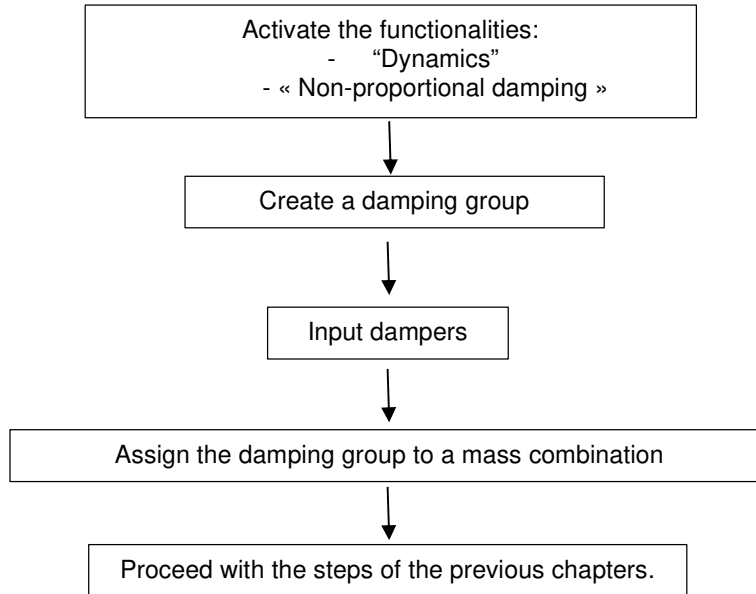 Activate the functionalities:
- “Dynamics”
- « Non-proportional damping »
Create a damping group
Input dampers
Assign the damping group to a mass combination
Proceed with the steps of the previous chapters.